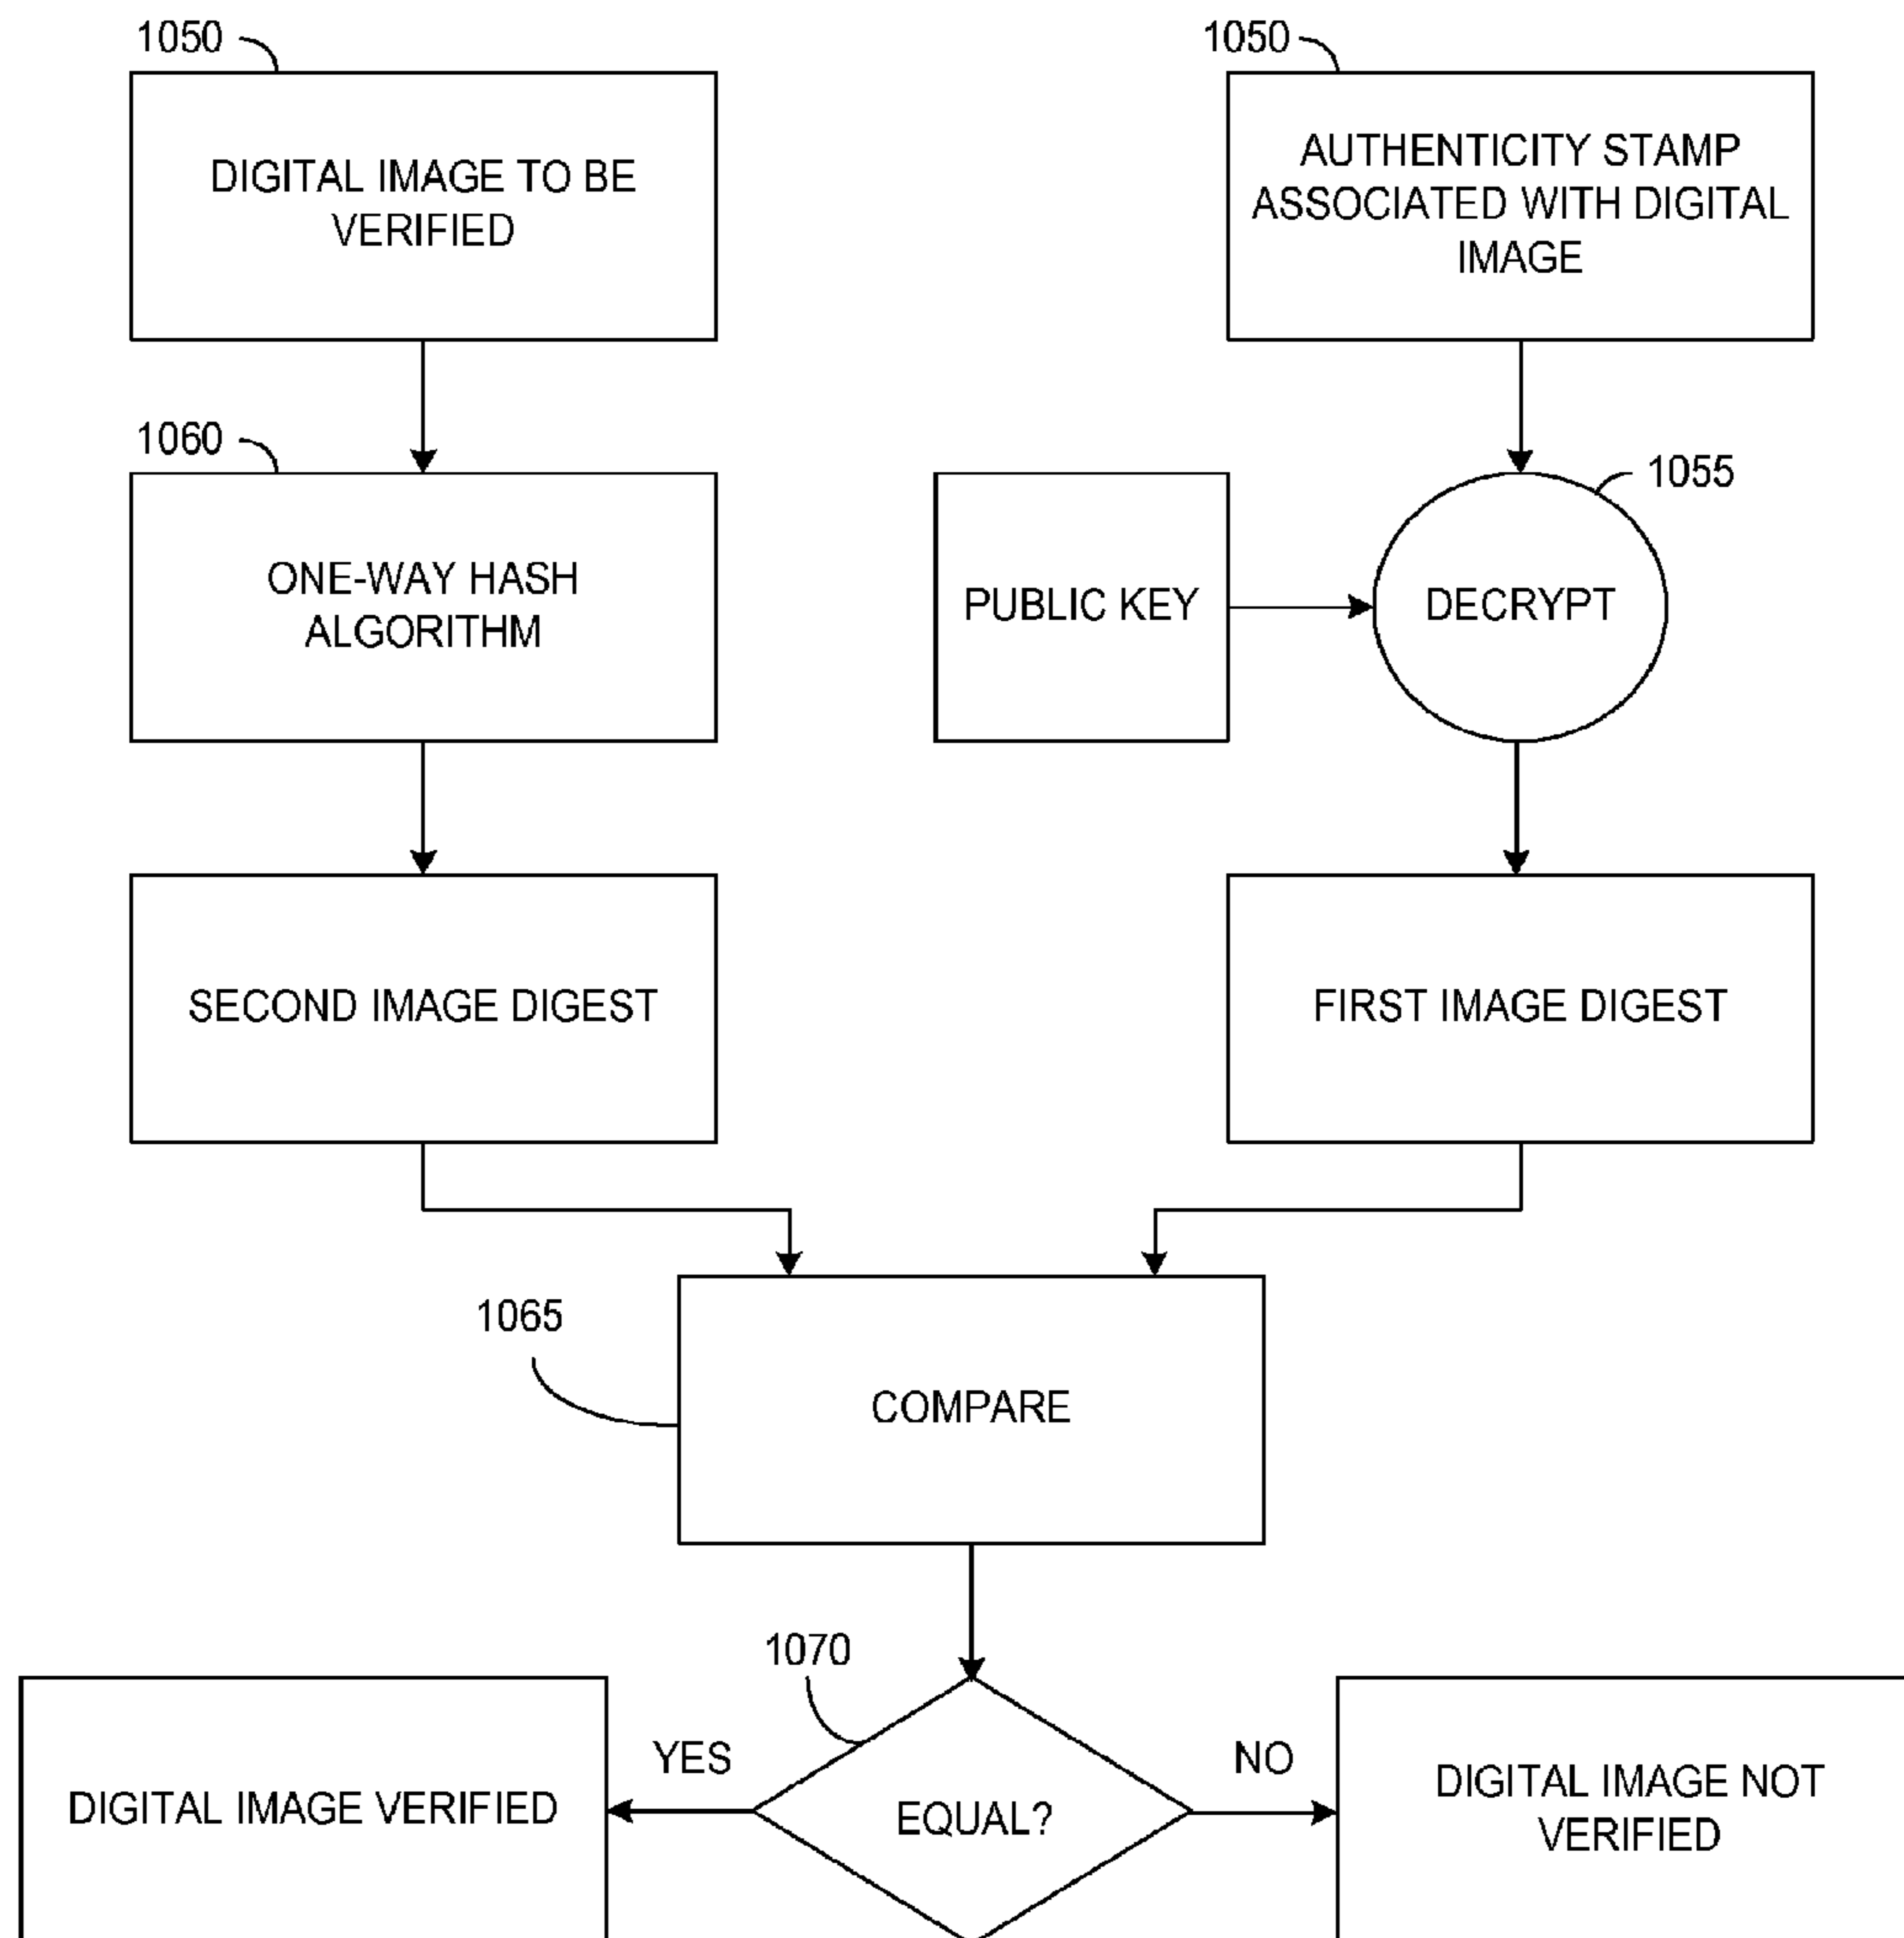 1050
1050
DIGITAL IMAGE TO BE
VERIFIED
AUTHENTICITY STAMP
ASSOCIATED WITH DIGITAL
IMAGE
1060
1055
ONE-WAY HASH
ALGORITHM
PUBLIC KEY
DECRYPT
SECOND IMAGE DIGEST
FIRST IMAGE DIGEST
1065
COMPARE
1070
YES
NO
DIGITAL IMAGE VERIFIED
EQUAL?
DIGITAL IMAGE NOT
VERIFIED